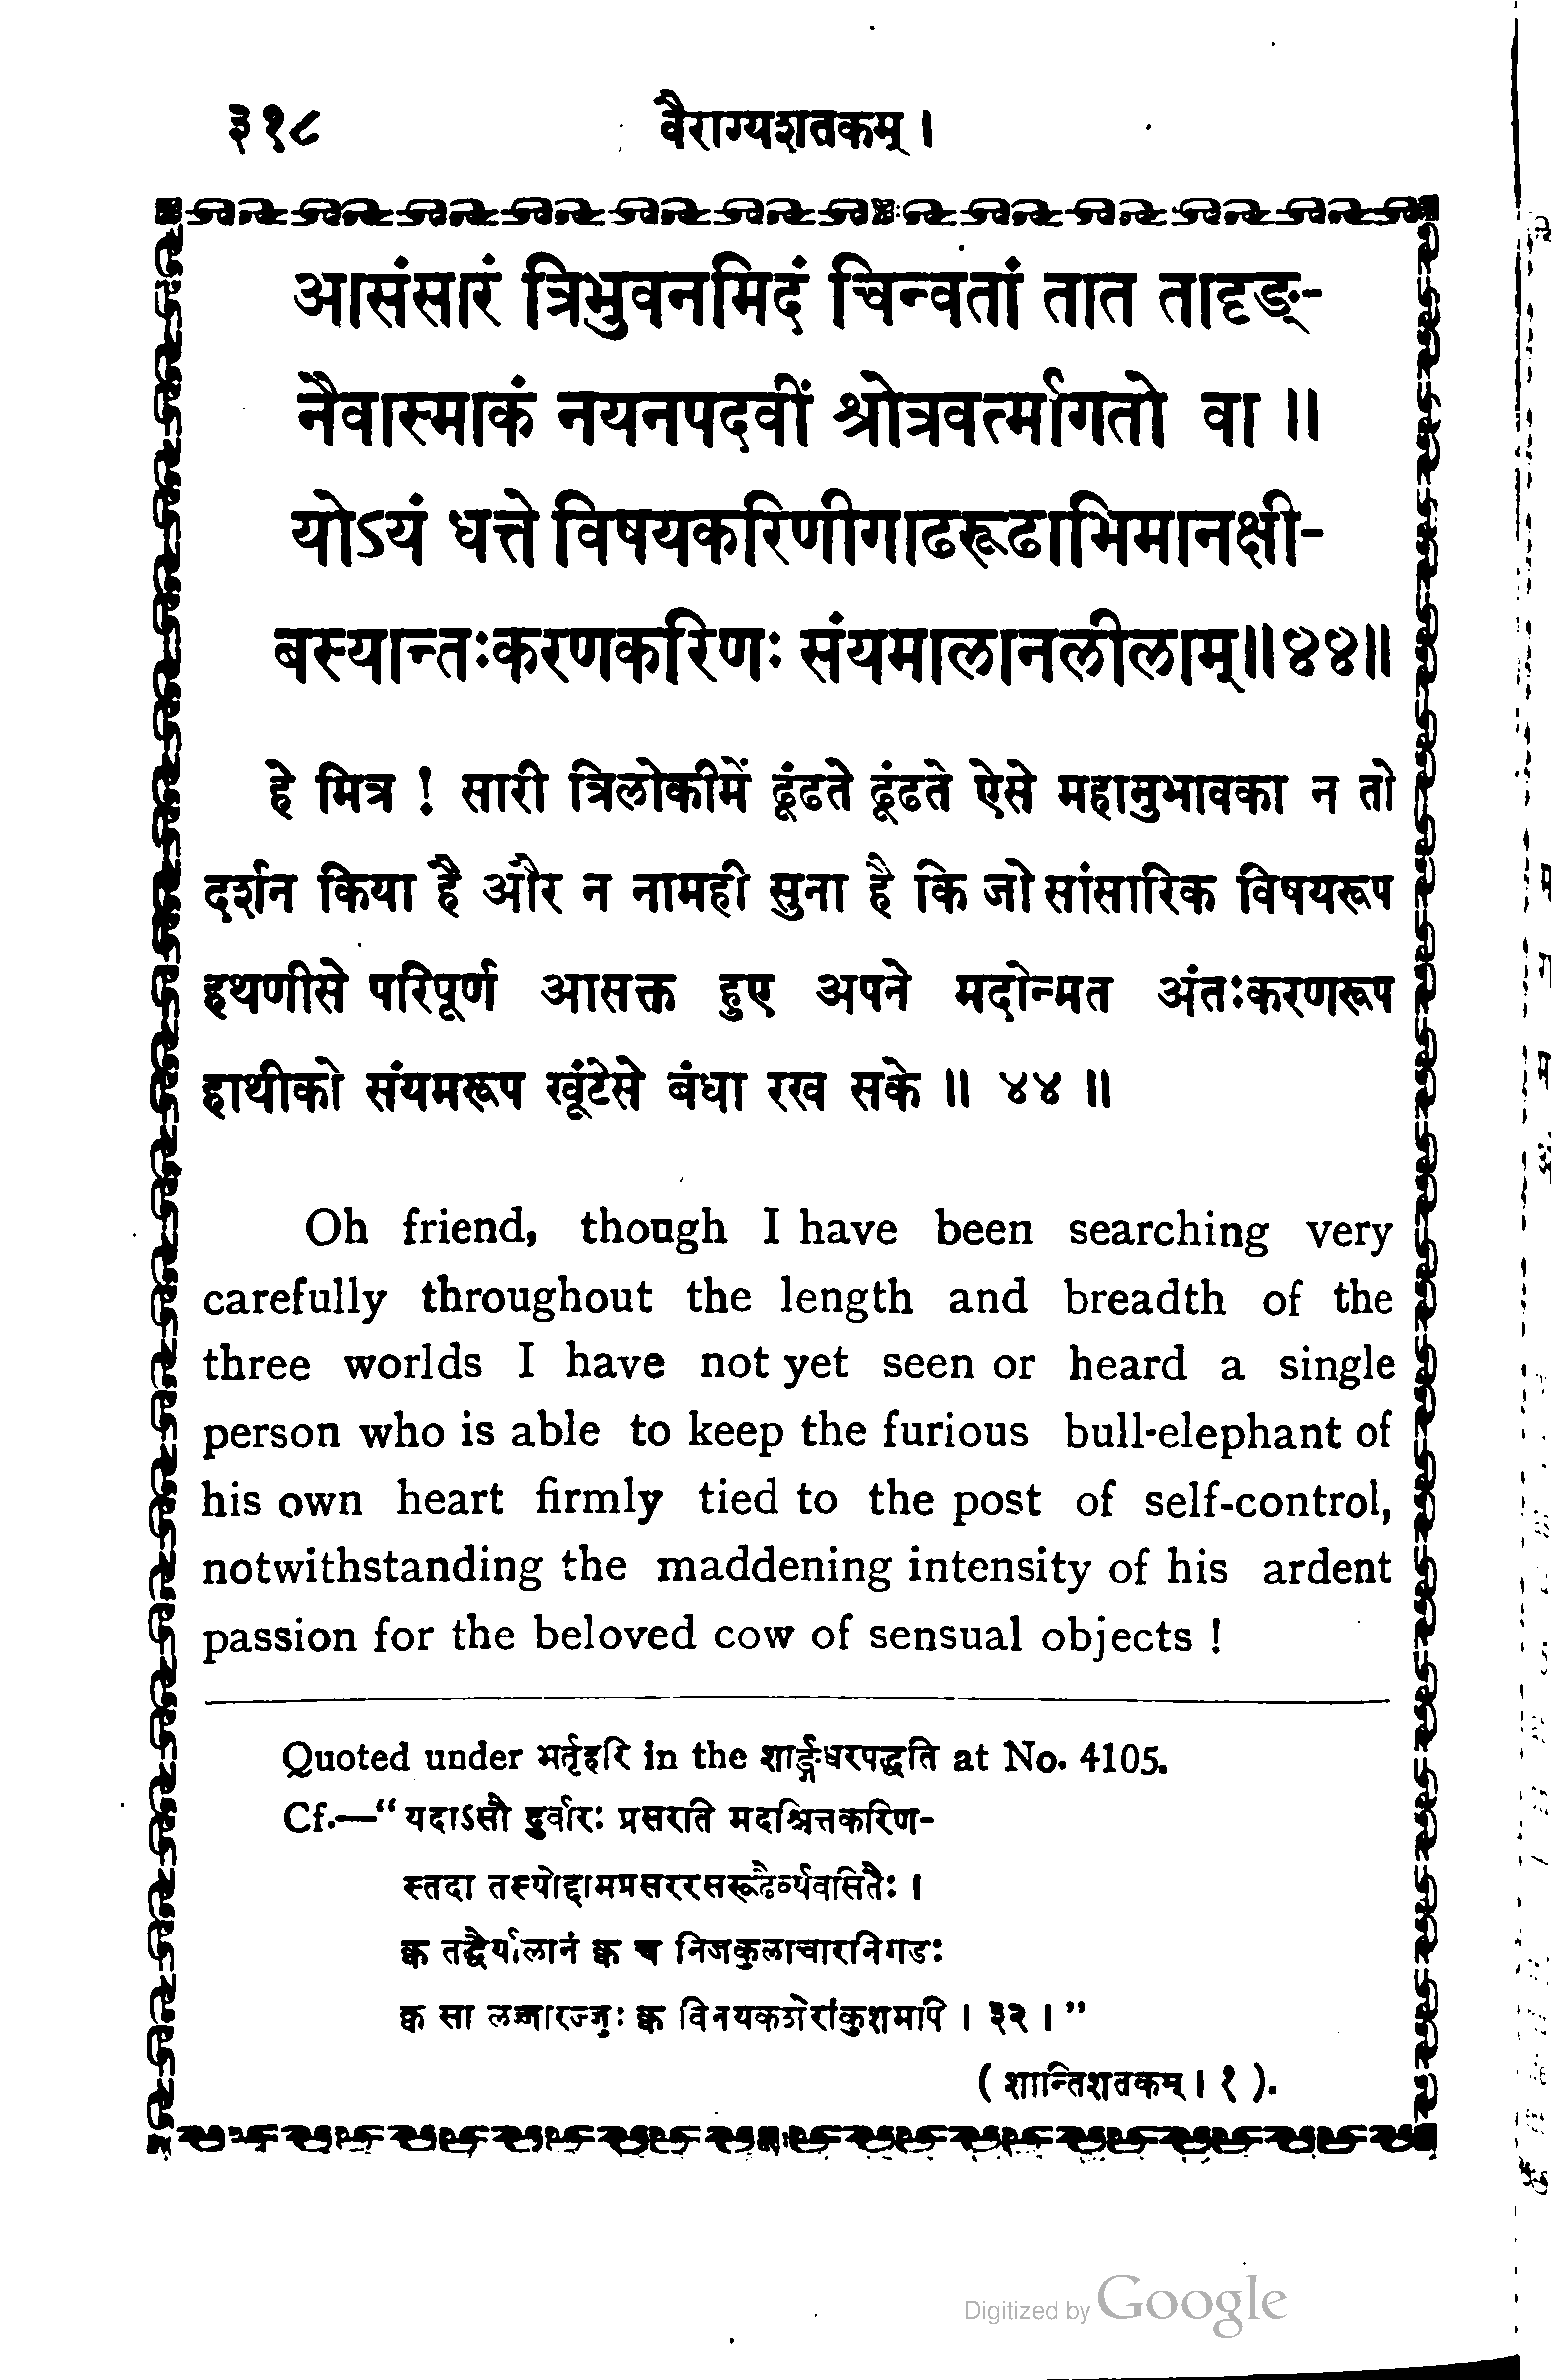 ३१८ वैराग्यशतकम् ।
आसंसारं त्रिभुवनमिदं चिन्वतां तात तादृङ्-
नैवास्माकं नयनपदवीं श्रोत्रवर्त्मागतो वा ॥
योऽयं धत्ते विषयकरिणीगाढरूढाभिमानक्षी-
बस्यान्तःकरणकरिणः संयमालानलीलाम्॥४४॥
हे मित्र ! सारी त्रिलोकीमें ढूंढते ढूंढते ऐसे महानुभावका न तो
दर्शन किया है और न नामही सुना है कि जो सांसारिक विषयरूप
हथणीसे परिपूर्ण आसक्त हुए अपने मदोन्मत अंतःकरणरूप
हाथीको संयमरूप खूंटेसे बंधा रख सके ॥ ४४ ॥
Oh friend, though I have been searching very
carefully throughout the length and breadth of the
three worlds I have not yet seen or heard a single
person who is able to keep the furious bull-elephant of
his own heart firmly tied to the post of self-control,
notwithstanding the maddening intensity of his ardent
passion for the beloved cow of sensual objects !
Quoted under भर्तृहरि in the शार्ङ्गधरपद्धति at No. 4105.
Cf.—“ यदाऽसौ दुर्वारः प्रसरति मदश्चित्तकरिण-
स्तदा तस्योद्दामप्रसररसरूढैर्व्यवसितैः ।
क्व तद्धैर्यालानं क्व च निजकुलाचारनिगडः
क्व सा लज्जारज्जुः क्व विनयकठोरांकुशमपि । ३२ । ”
( शान्तिशतकम् । १ ).
Digitized by Google